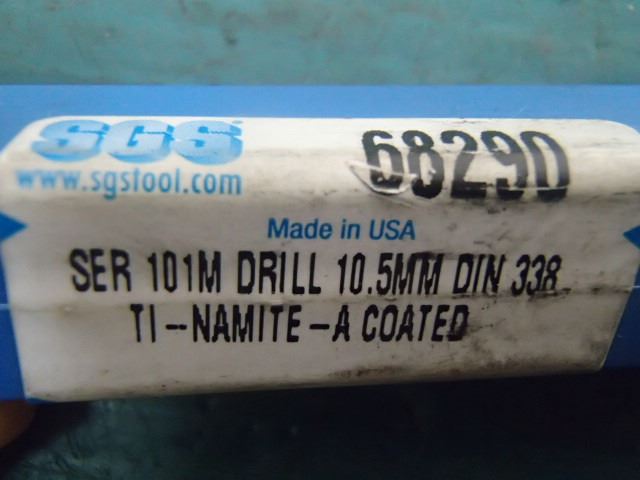 SGS
68290
www.sgstool.com
Made in USA
SER 101M DRILL 10.5MM DIN 338
TI-NAMITE-A COATED